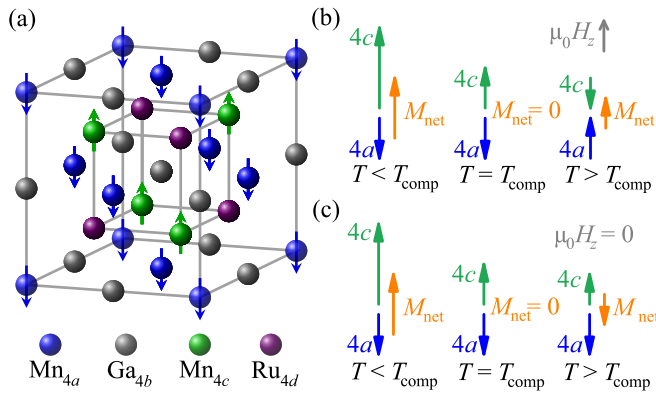 (a)
Mn4a Ga4b Mn4c Ru4d
(b)
μ0Hz
4c 4c 4c
Mnet Mnet = 0 Mnet
4a 4a 4a
T < Tcomp T = Tcomp T > Tcomp
(c)
μ0Hz = 0
4c 4c 4c
Mnet Mnet = 0 Mnet
4a 4a 4a
T < Tcomp T = Tcomp T > Tcomp